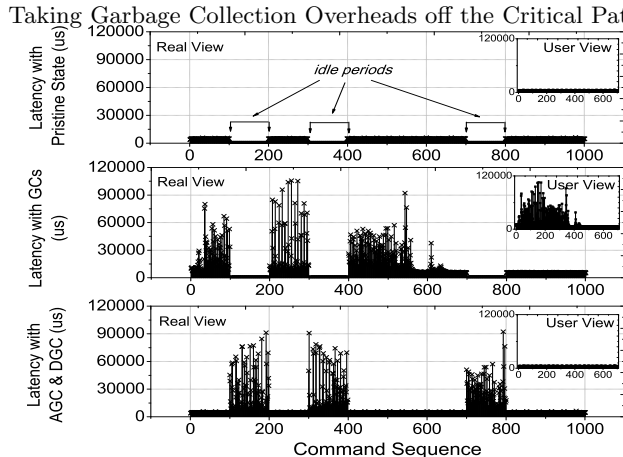 Taking Garbage Collection Overheads off the Critical Pat
Latency with
Pristine State (us)
120000
90000
60000
30000
0
Real View
idle periods
0 200 400 600 800 1000
120000
0
User View
0 200 400 600
Latency with GCs
(us)
120000
90000
60000
30000
0
Real View
0 200 400 600 800 1000
120000
0
User View
0 200 400 600
Latency with
AGC & DGC (us)
120000
90000
60000
30000
0
Real View
0 200 400 600 800 1000
120000
0
User View
0 200 400 600
Command Sequence